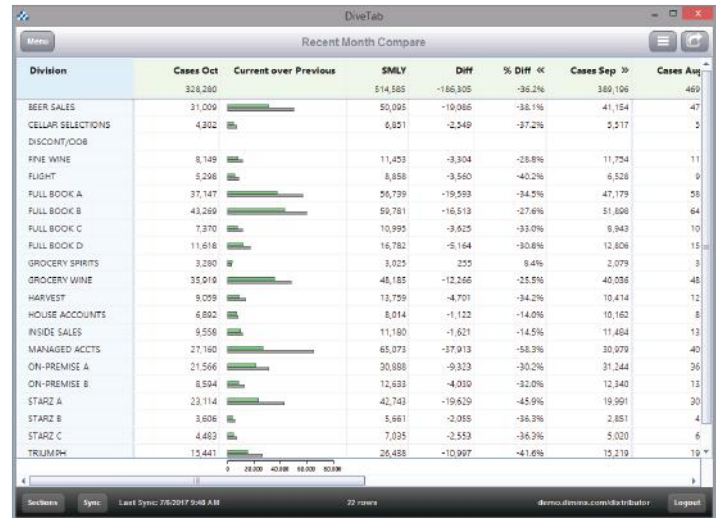 DiveTab
Menu
Recent Month Compare
Division Cases Oct Current over Previous SMLY Diff % Diff « Cases Sep » Cases Aug
328,280 514,585 -186,305 -36.2% 389,196 469
BEER SALES 31,009 50,095 -19,086 -38.1% 41,154 47
CELLAR SELECTIONS 4,302 6,851 -2,549 -37.2% 5,517 5
DISCONT/OOB
FINE WINE 8,149 11,453 -3,304 -28.8% 11,754 11
FLIGHT 5,298 8,858 -3,560 -40.2% 6,528 9
FULL BOOK A 37,147 56,739 -19,593 -34.5% 47,179 58
FULL BOOK B 43,269 59,781 -16,513 -27.6% 51,898 64
FULL BOOK C 7,370 10,995 -3,625 -33.0% 8,943 10
FULL BOOK D 11,618 16,782 -5,164 -30.8% 12,806 15
GROCERY SPIRITS 3,280 3,025 255 8.4% 2,079 3
GROCERY WINE 35,919 48,185 -12,266 -25.5% 40,036 48
HARVEST 9,059 13,759 -4,701 -34.2% 10,414 12
HOUSE ACCOUNTS 6,892 8,014 -1,122 -14.0% 10,162 8
INSIDE SALES 9,558 11,180 -1,621 -14.5% 11,484 13
MANAGED ACCTS 27,160 65,073 -37,913 -58.3% 30,979 40
ON-PREMISE A 21,566 30,888 -9,323 -30.2% 31,244 36
ON-PREMISE B 8,594 12,633 -4,039 -32.0% 12,340 13
STARZ A 23,114 42,743 -19,629 -45.9% 19,991 30
STARZ B 3,606 5,661 -2,055 -36.3% 2,851 4
STARZ C 4,483 7,035 -2,553 -36.3% 5,020 6
TRIUMPH 15,441 26,488 -10,997 -41.6% 15,219 19
0 20,000 40,000 60,000 80,000
Sections Sync Last Sync: 7/6/2017 9:48 AM 22 rows demo.dimins.com/distributor Logout